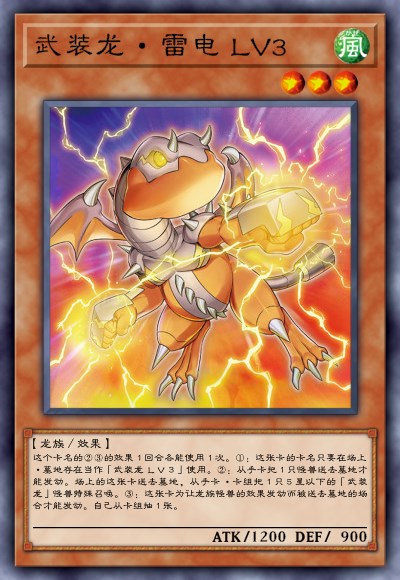 武装龙・雷电 LV3
風
【龙族／效果】
这个卡名的②③的效果1回合各能使用1次。①：这张卡的卡名只要在场上
・墓地存在当作「武装龙 LV3」使用。②：从手卡把1只怪兽送去墓地才
能发动。场上的这张卡送去墓地，从手卡・卡组把1只5星以下的「武装
龙」怪兽特殊召唤。③：这张卡为让龙族怪兽的效果发动而被送去墓地的场
合才能发动。自己从卡组抽1张。
ATK/1200 DEF/ 900